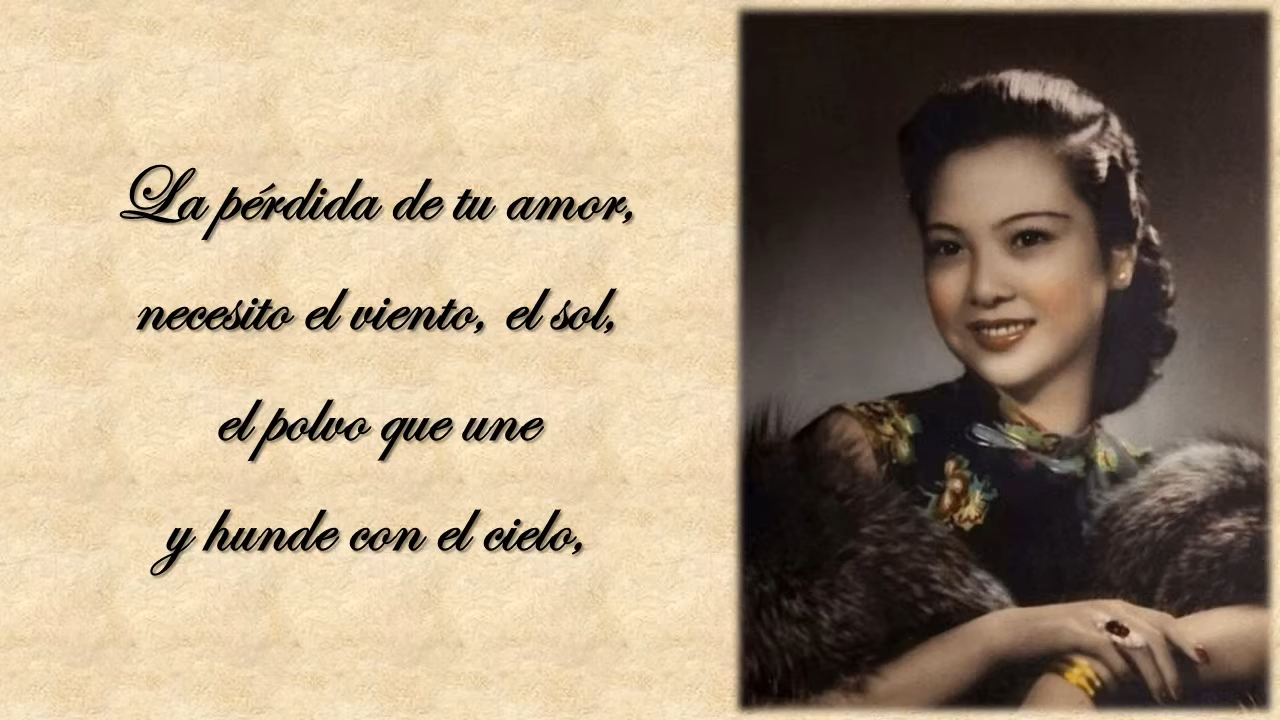 La pérdida de tu amor,
necesito el viento, el sol,
el polvo que une
y hunde con el cielo,